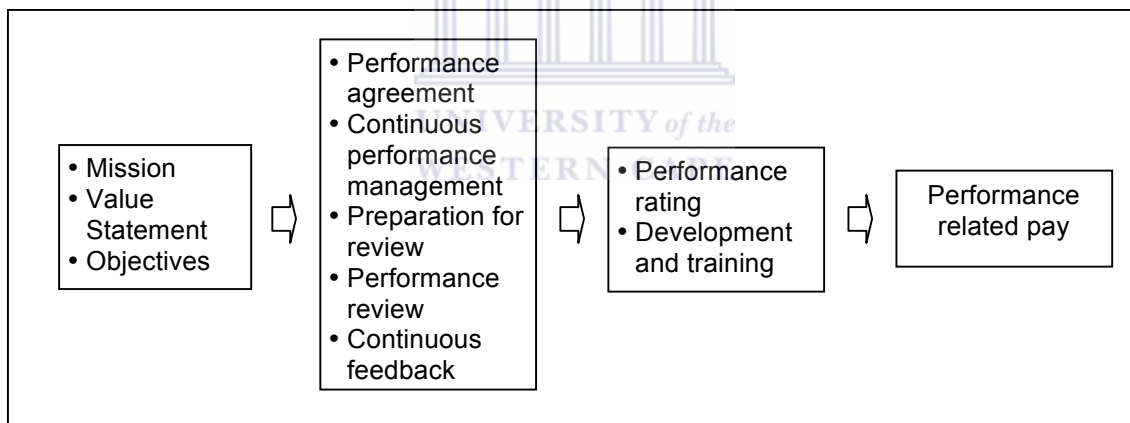 UNIVERSITY of the
WESTERN CAPE
• Mission
• Value
Statement
• Objectives
• Performance
agreement
• Continuous
performance
management
• Preparation for
review
• Performance
review
• Continuous
feedback
• Performance
rating
• Development
and training
Performance
related pay